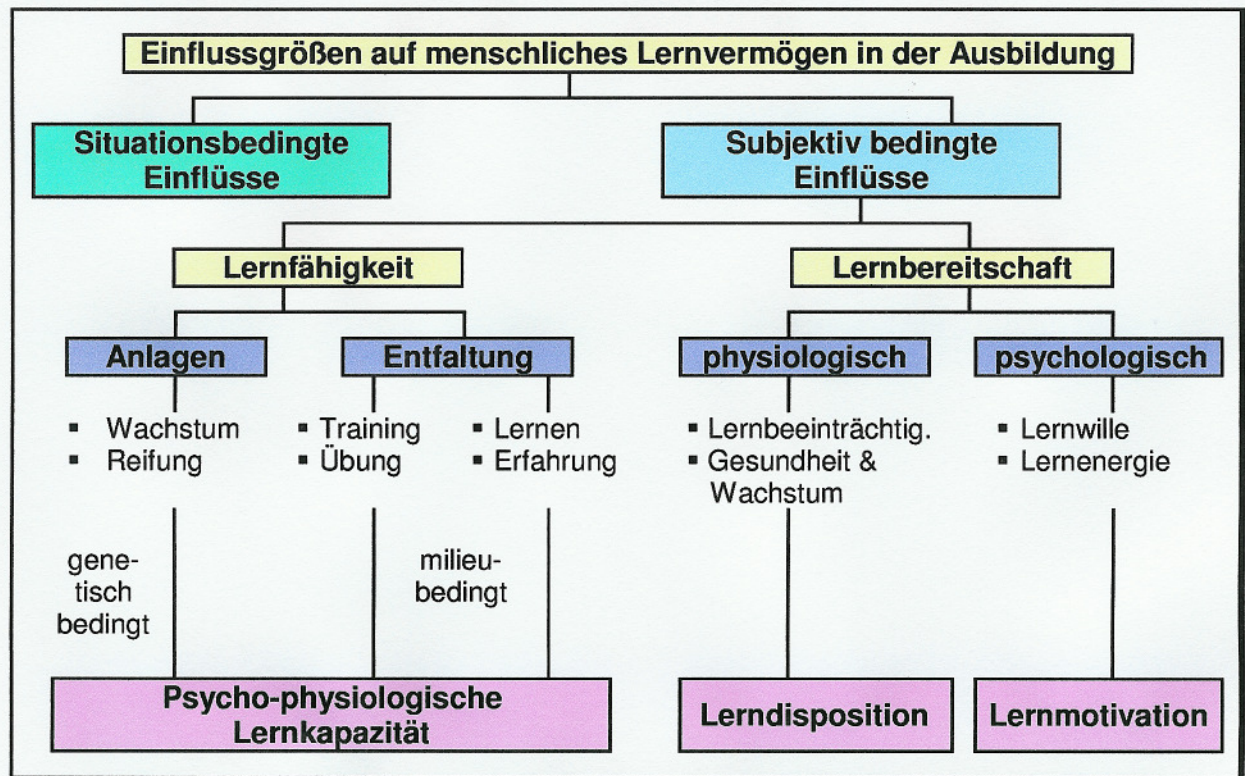 Einflussgrößen auf menschliches Lernvermögen in der Ausbildung
Situationsbedingte
Einflüsse
Subjektiv bedingte
Einflüsse
Lernfähigkeit
Lernbereitschaft
Anlagen
Entfaltung
physiologisch
psychologisch
▪ Wachstum
▪ Reifung
▪ Training
▪ Übung
▪ Lernen
▪ Erfahrung
▪ Lernbeeinträchtig.
▪ Gesundheit &
Wachstum
▪ Lernwille
▪ Lernenergie
gene-
tisch
bedingt
milieu-
bedingt
Psycho-physiologische
Lernkapazität
Lerndisposition
Lernmotivation